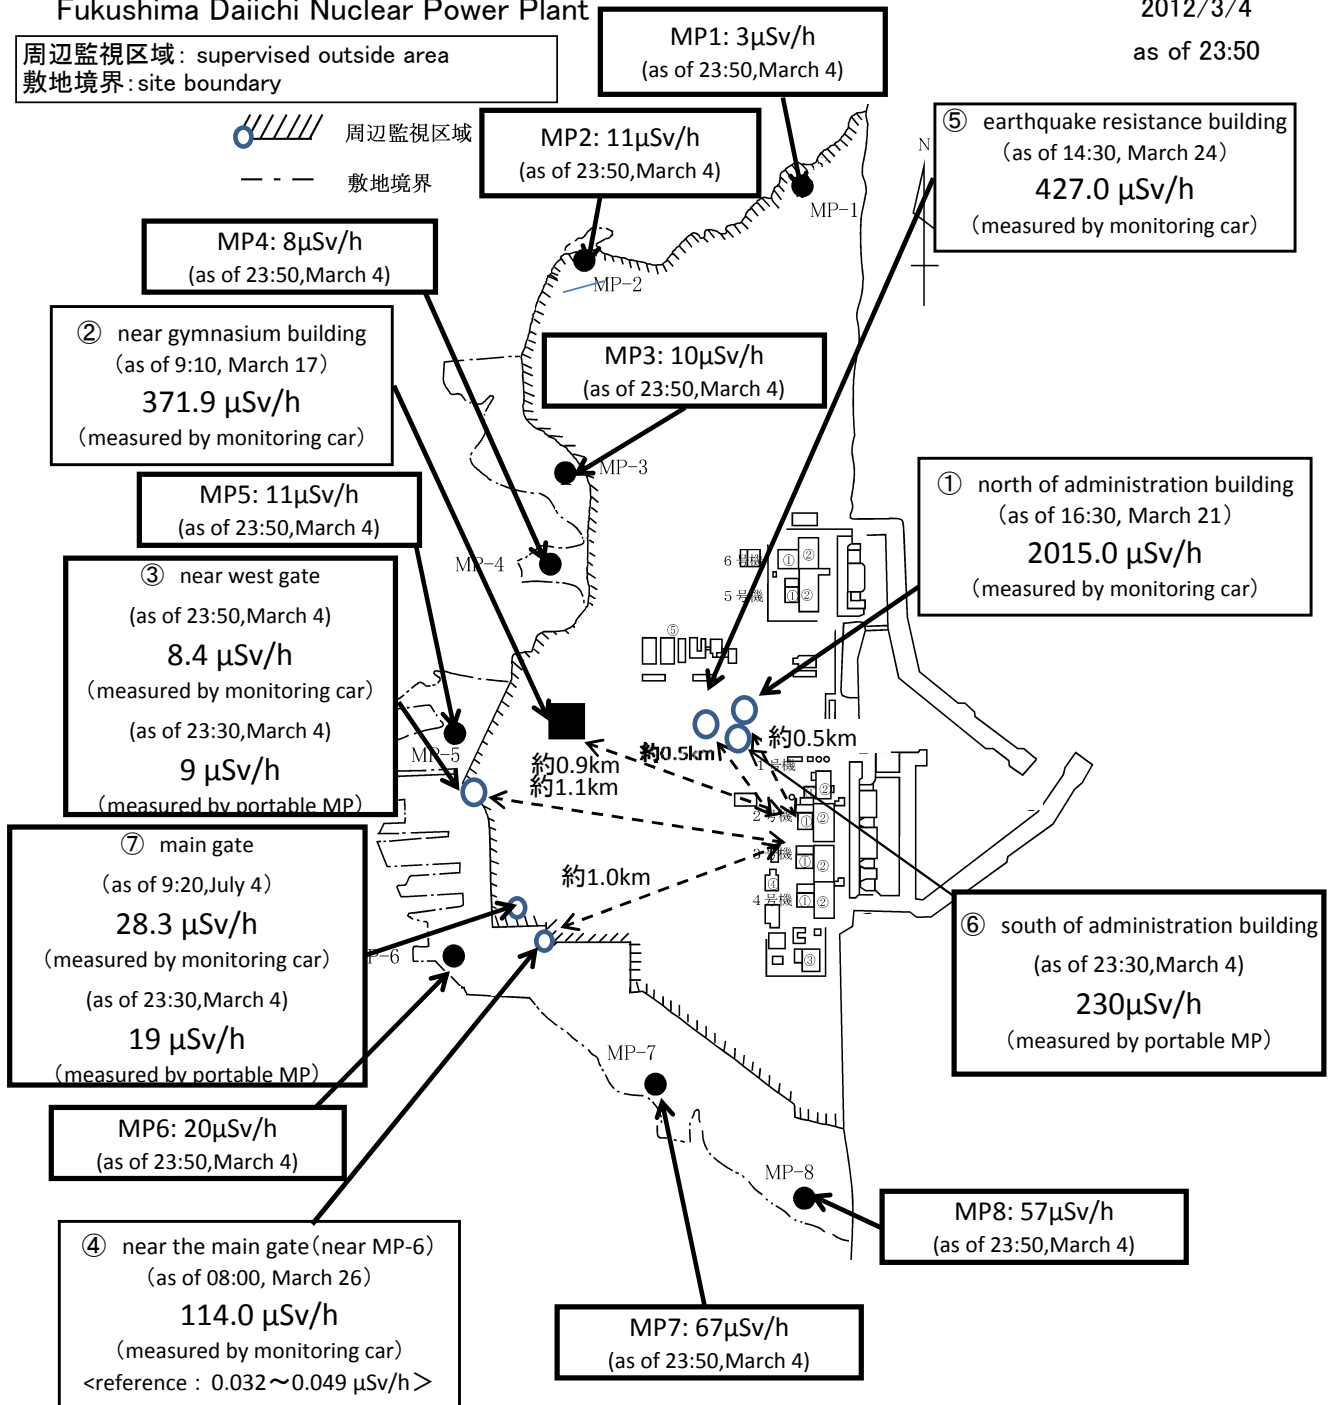 Fukushima Daiichi Nuclear Power Plant
2012/3/4
as of 23:50
周辺監視区域: supervised outside area
敷地境界:site boundary
周辺監視区域
敷地境界
MP1: 3μSv/h
(as of 23:50,March 4)
MP2: 11μSv/h
(as of 23:50,March 4)
⑤ earthquake resistance building
(as of 14:30, March 24)
427.0 μSv/h
(measured by monitoring car)
N
MP-1
MP4: 8μSv/h
(as of 23:50,March 4)
MP-2
② near gymnasium building
(as of 9:10, March 17)
371.9 μSv/h
(measured by monitoring car)
MP3: 10μSv/h
(as of 23:50,March 4)
MP-3
MP5: 11μSv/h
(as of 23:50,March 4)
① north of administration building
(as of 16:30, March 21)
2015.0 μSv/h
(measured by monitoring car)
MP-4
6号機
① ②
5号機
① ②
③ near west gate
(as of 23:50,March 4)
8.4 μSv/h
(measured by monitoring car)
(as of 23:30,March 4)
9 μSv/h
(measured by portable MP)
⑤
MP-5
約0.9km
約1.1km
約0.5km
約0.5km
1号機
②
2号機
① ②
3号機
① ②
④
4号機
① ②
③
約1.0km
⑦ main gate
(as of 9:20,July 4)
28.3 μSv/h
(measured by monitoring car)
(as of 23:30,March 4)
19 μSv/h
(measured by portable MP)
P-6
⑥ south of administration building
(as of 23:30,March 4)
230μSv/h
(measured by portable MP)
MP-7
MP6: 20μSv/h
(as of 23:50,March 4)
MP-8
MP8: 57μSv/h
(as of 23:50,March 4)
④ near the main gate(near MP-6)
(as of 08:00, March 26)
114.0 μSv/h
(measured by monitoring car)
<reference : 0.032～0.049 μSv/h＞
MP7: 67μSv/h
(as of 23:50,March 4)